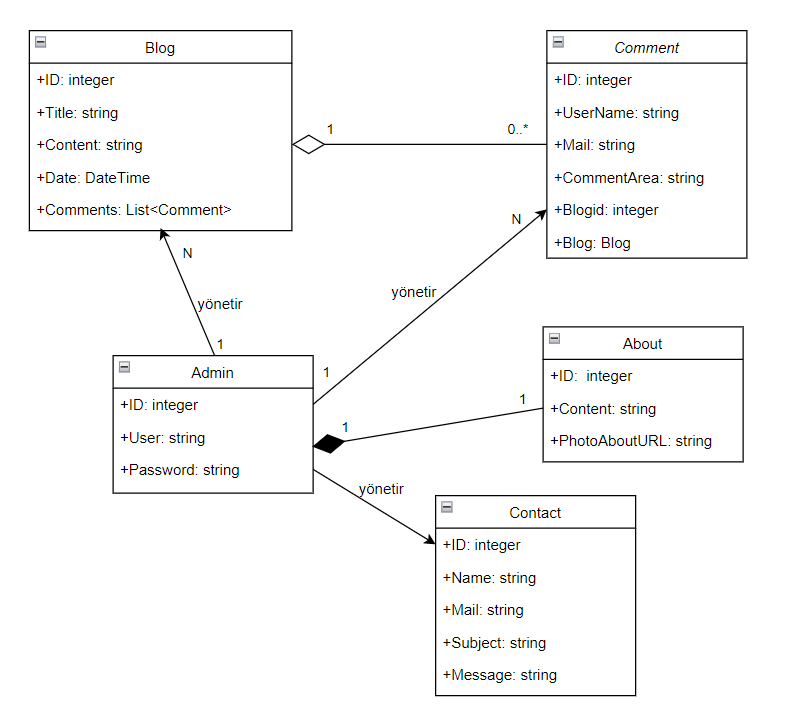 Blog
+ID: integer
+Title: string
+Content: string
+Date: DateTime
+Comments: List<Comment>
1
0..*
Comment
+ID: integer
+UserName: string
+Mail: string
+CommentArea: string
+Blogid: integer
+Blog: Blog
N
yönetir
1
N
yönetir
1
Admin
+ID: integer
+User: string
+Password: string
1
1
About
+ID:  integer
+Content: string
+PhotoAboutURL: string
yönetir
Contact
+ID: integer
+Name: string
+Mail: string
+Subject: string
+Message: string